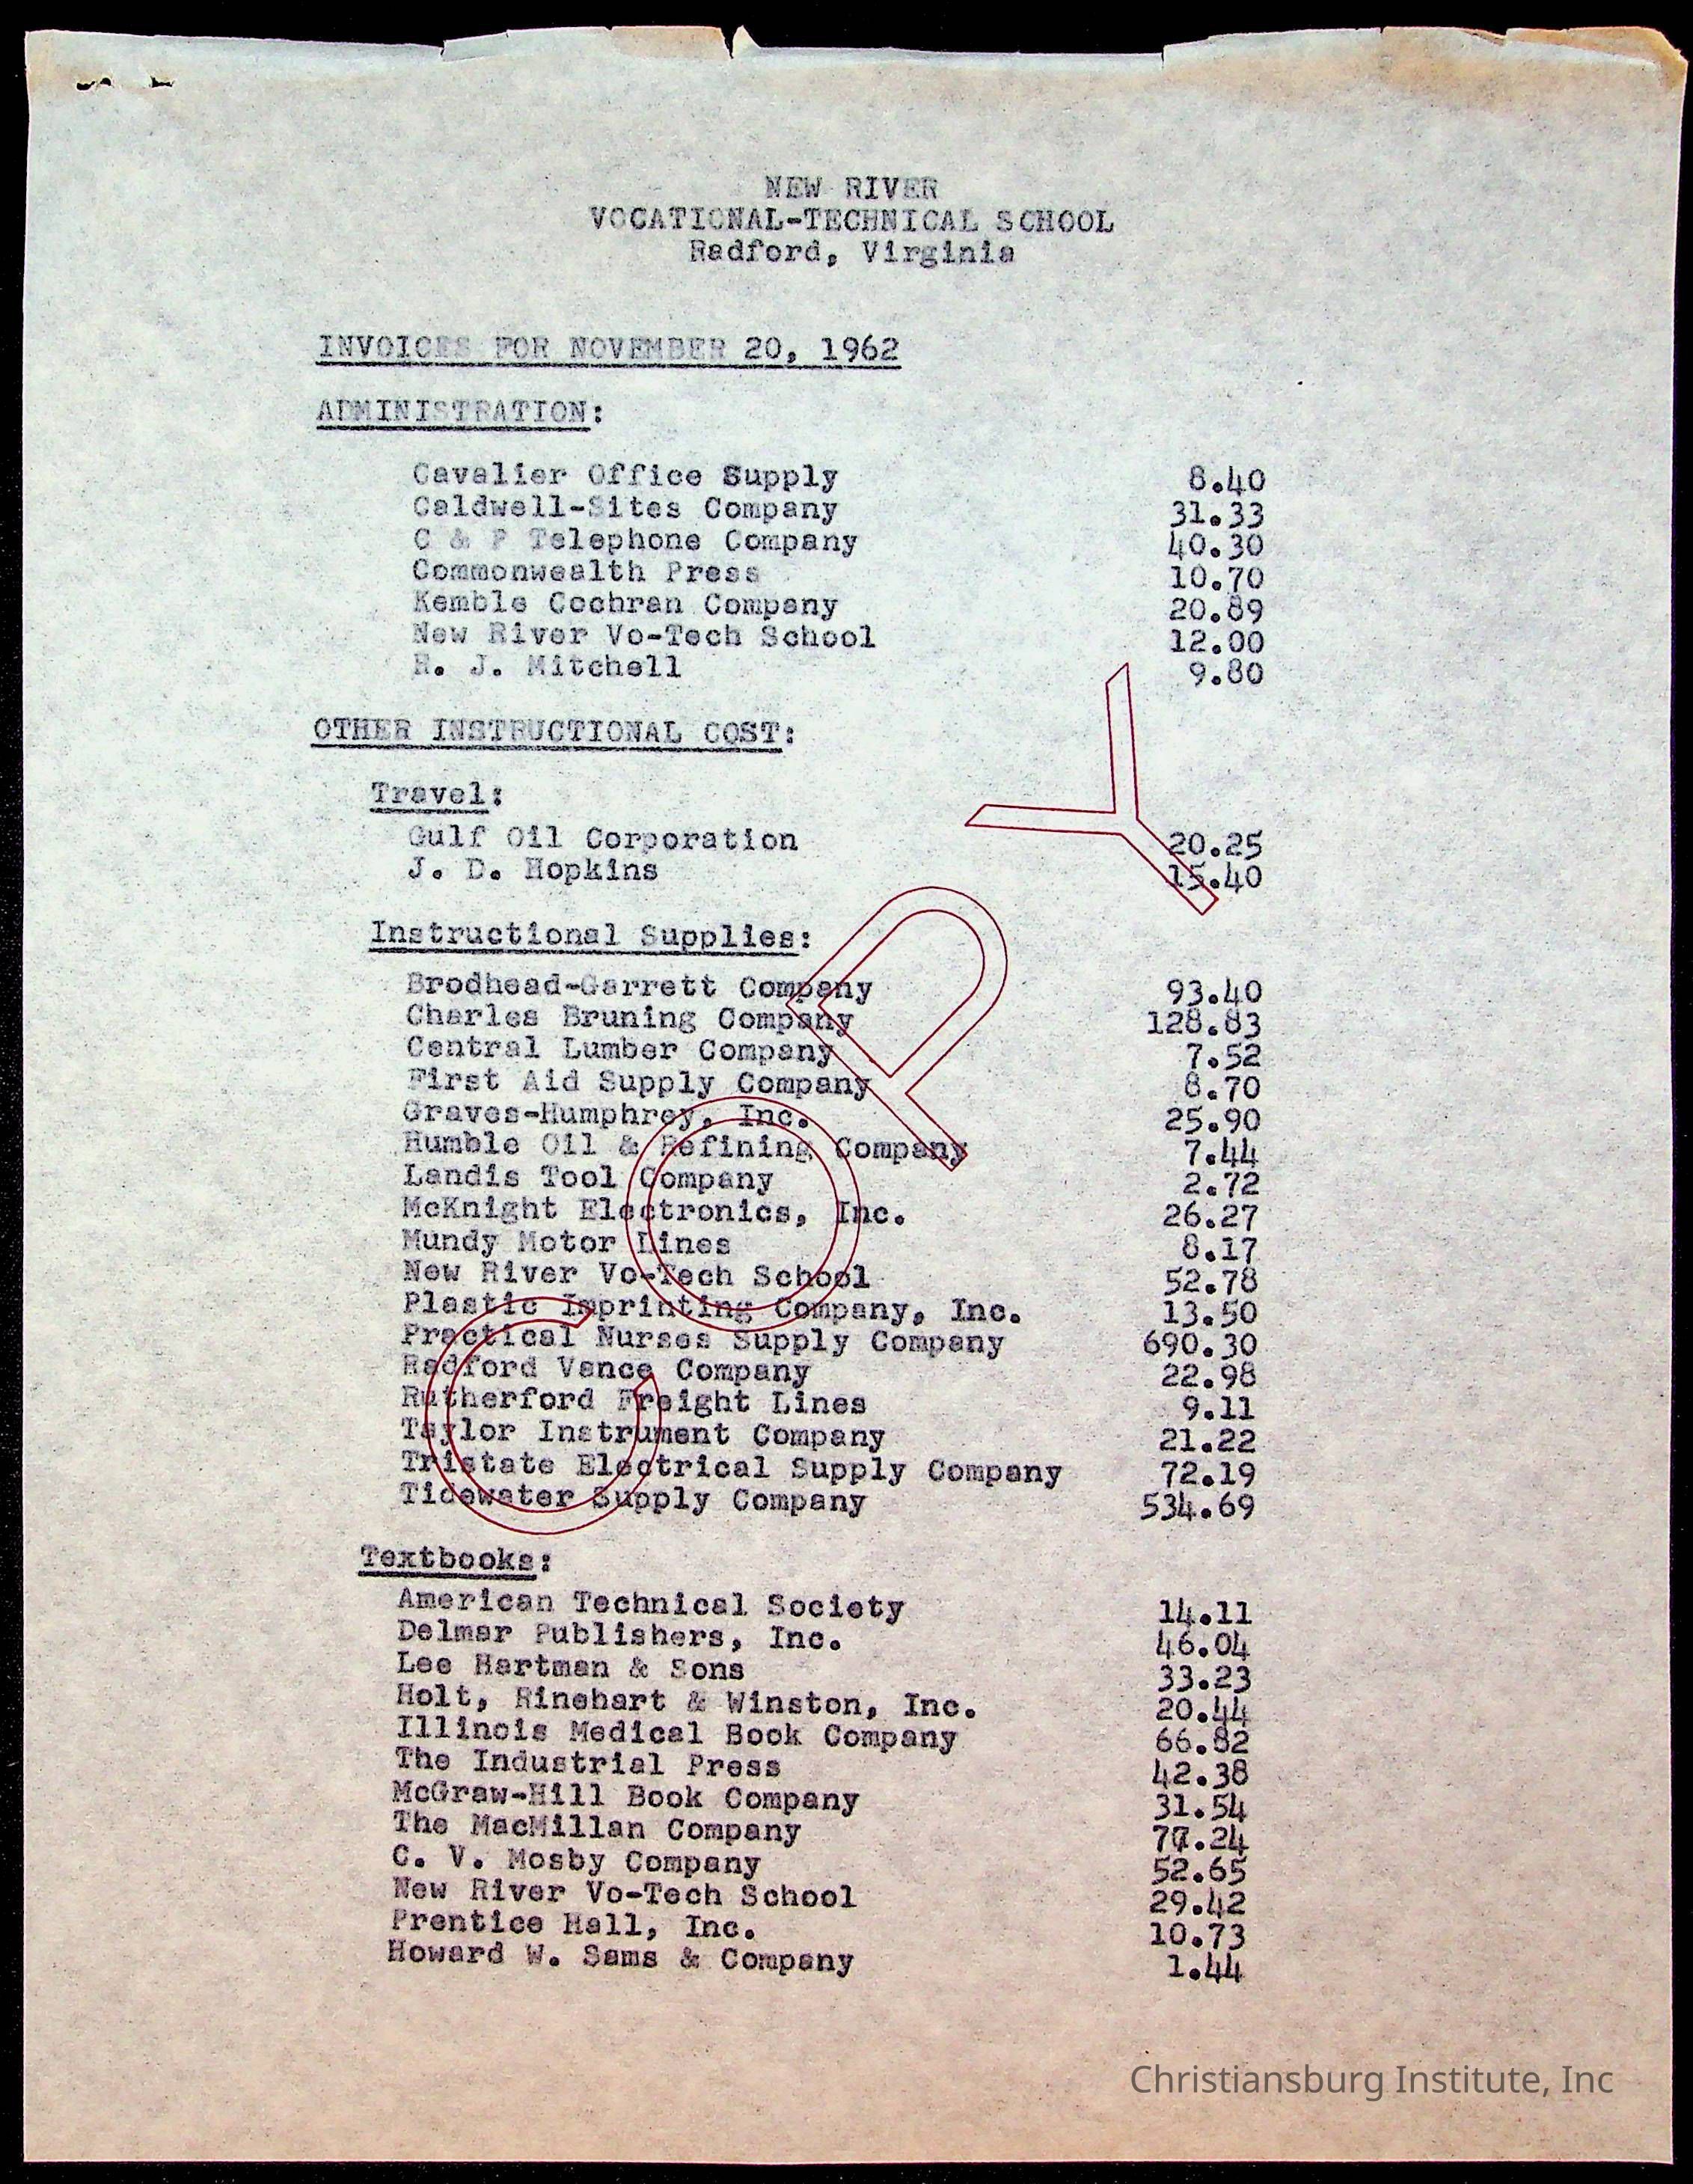 NEW RIVER
VOCATIONAL-TECHNICAL SCHOOL
Radford, Virginia
INVOICES FOR NOVEMBER 20, 1962
ADMINISTRATION:
Cavalier Office Supply 8.40
Caldwell-Sites Company 31.33
C & P Telephone Company 40.30
Commonwealth Press 10.70
Kemble Cochran Company 20.89
New River Vo-Tech School 12.00
R. J. Mitchell 9.80
OTHER INSTRUCTIONAL COST:
Travel:
Gulf Oil Corporation 20.25
J. D. Hopkins 15.40
Instructional Supplies:
Brodhead-Garrett Company 93.40
Charles Bruning Company 128.83
Central Lumber Company 7.52
First Aid Supply Company 8.70
Graves-Humphrey, Inc. 25.90
Humble Oil & Refining Company 7.44
Landis Tool Company 2.72
McKnight Electronics, Inc. 26.27
Mundy Motor Lines 8.17
New River Vo-Tech School 52.78
Plastic Imprinting Company, Inc. 13.50
Practical Nurses Supply Company 690.30
Radford Vance Company 22.98
Rutherford Freight Lines 9.11
Taylor Instrument Company 21.22
Tristate Electrical Supply Company 72.19
Tidewater Supply Company 534.69
Textbooks:
American Technical Society 14.11
Delmar Publishers, Inc. 46.04
Lee Hartman & Sons 33.23
Holt, Rinehart & Winston, Inc. 20.44
Illinois Medical Book Company 66.82
The Industrial Press 42.38
McGraw-Hill Book Company 31.54
The MacMillan Company
C. V. Mosby Company 52.65
New River Vo-Tech School 29.42
Prentice Hall, Inc. 10.73
Howard W. Sams & Company 1.44
COPY
Christiansburg Institute, Inc